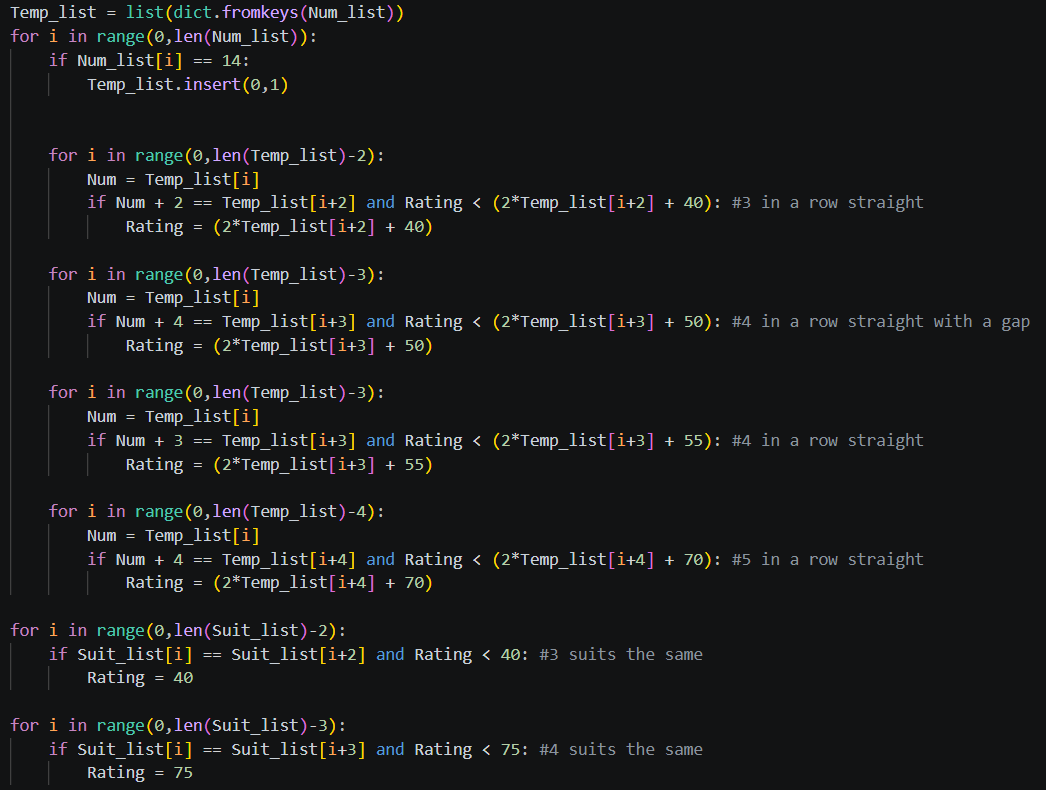 Temp_list = list(dict.fromkeys(Num_list))
for i in range(0,len(Num_list)):
    if Num_list[i] == 14:
        Temp_list.insert(0,1)
    for i in range(0,len(Temp_list)-2):
        Num = Temp_list[i]
        if Num + 2 == Temp_list[i+2] and Rating < (2*Temp_list[i+2] + 40): #3 in a row straight
            Rating = (2*Temp_list[i+2] + 40)
    for i in range(0,len(Temp_list)-3):
        Num = Temp_list[i]
        if Num + 4 == Temp_list[i+3] and Rating < (2*Temp_list[i+3] + 50): #4 in a row straight with a gap
            Rating = (2*Temp_list[i+3] + 50)
    for i in range(0,len(Temp_list)-3):
        Num = Temp_list[i]
        if Num + 3 == Temp_list[i+3] and Rating < (2*Temp_list[i+3] + 55): #4 in a row straight
            Rating = (2*Temp_list[i+3] + 55)
    for i in range(0,len(Temp_list)-4):
        Num = Temp_list[i]
        if Num + 4 == Temp_list[i+4] and Rating < (2*Temp_list[i+4] + 70): #5 in a row straight
            Rating = (2*Temp_list[i+4] + 70)
for i in range(0,len(Suit_list)-2):
    if Suit_list[i] == Suit_list[i+2] and Rating < 40: #3 suits the same
        Rating = 40
for i in range(0,len(Suit_list)-3):
    if Suit_list[i] == Suit_list[i+3] and Rating < 75: #4 suits the same
        Rating = 75